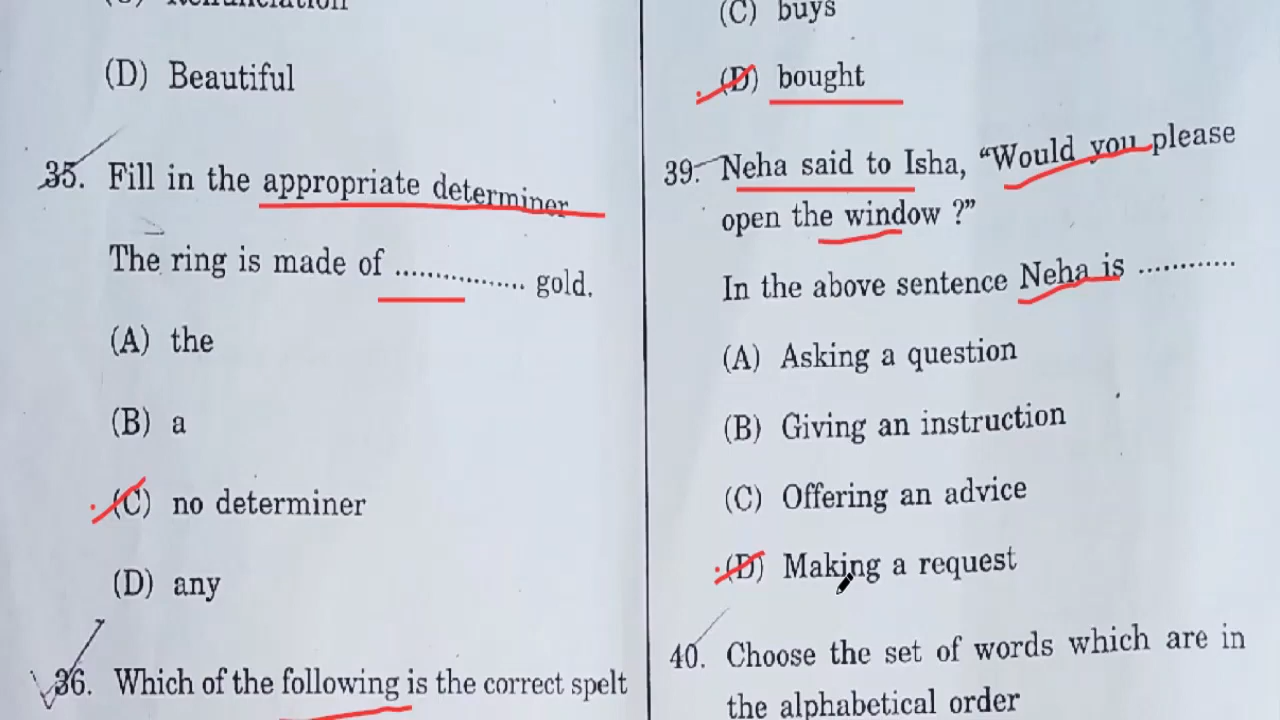 (D) Beautiful
35. Fill in the appropriate determiner
The ring is made of ................ gold.
(A) the
(B) a
(C) no determiner
(D) any
36. Which of the following is the correct spelt
(C) buys
(D) bought
39. Neha said to Isha, “Would you please
open the window ?”
In the above sentence Neha is ............
(A) Asking a question
(B) Giving an instruction
(C) Offering an advice
(D) Making a request
40. Choose the set of words which are in
the alphabetical order